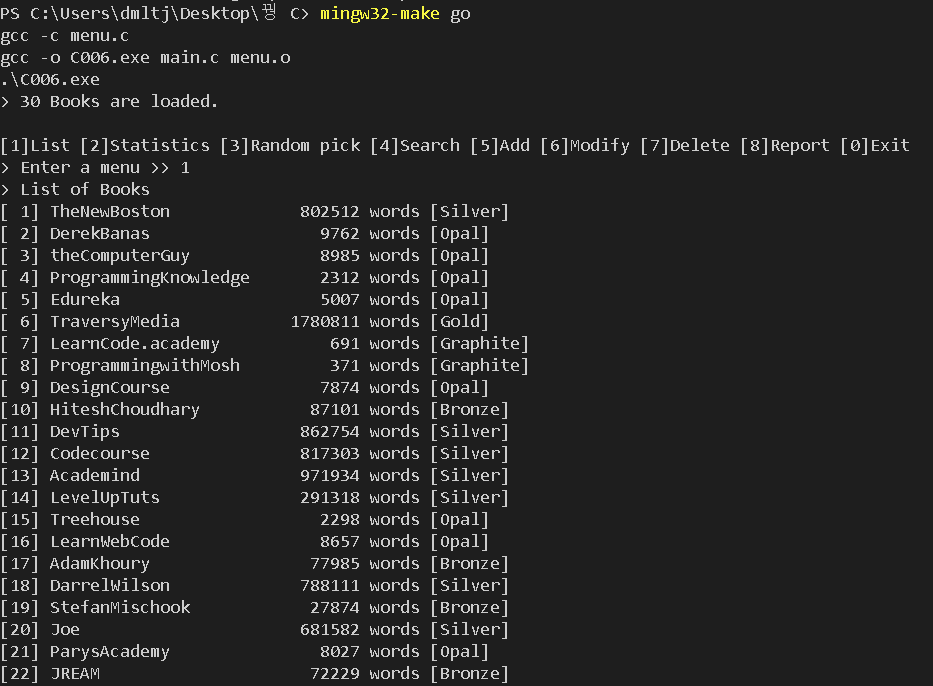 PS C:\Users\dmltj\Desktop\찡 C> mingw32-make go
gcc -c menu.c
gcc -o C006.exe main.c menu.o
.\C006.exe
> 30 Books are loaded.
[1]List [2]Statistics [3]Random pick [4]Search [5]Add [6]Modify [7]Delete [8]Report [0]Exit
> Enter a menu >> 1
> List of Books
[ 1] TheNewBoston             802512 words [Silver]
[ 2] DerekBanas                 9762 words [Opal]
[ 3] theComputerGuy             8985 words [Opal]
[ 4] ProgrammingKnowledge       2312 words [Opal]
[ 5] Edureka                    5007 words [Opal]
[ 6] TraversyMedia           1780811 words [Gold]
[ 7] LearnCode.academy           691 words [Graphite]
[ 8] ProgrammingwithMosh         371 words [Graphite]
[ 9] DesignCourse               7874 words [Opal]
[10] HiteshChoudhary           87101 words [Bronze]
[11] DevTips                  862754 words [Silver]
[12] Codecourse               817303 words [Silver]
[13] Academind                971934 words [Silver]
[14] LevelUpTuts              291318 words [Silver]
[15] Treehouse                  2298 words [Opal]
[16] LearnWebCode               8657 words [Opal]
[17] AdamKhoury                77985 words [Bronze]
[18] DarrelWilson             788111 words [Silver]
[19] StefanMischook            27874 words [Bronze]
[20] Joe                      681582 words [Silver]
[21] ParysAcademy               8027 words [Opal]
[22] JREAM                     72229 words [Bronze]